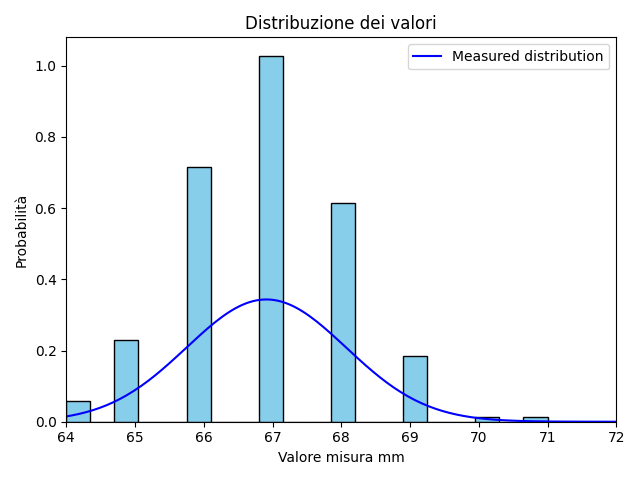 Distribuzione dei valori
Measured distribution
Probabilità
1.0
0.8
0.6
0.4
0.2
0.0
64 65 66 67 68 69 70 71 72
Valore misura mm